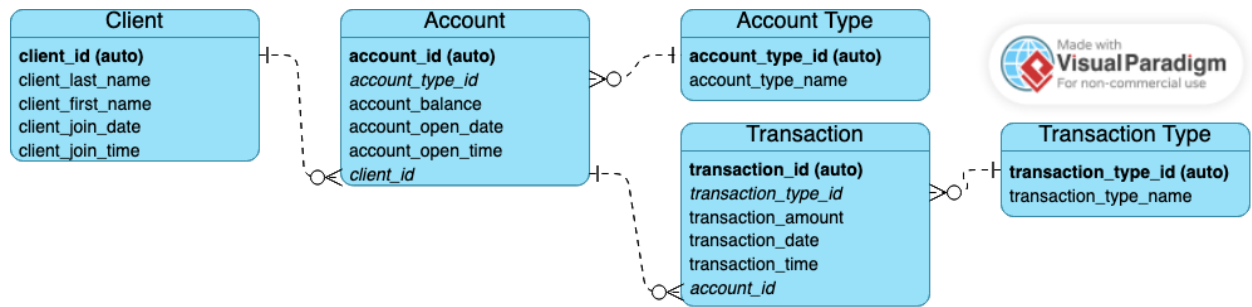 Client
client_id (auto)
client_last_name
client_first_name
client_join_date
client_join_time
Account
account_id (auto)
account_type_id
account_balance
account_open_date
account_open_time
client_id
Account Type
account_type_id (auto)
account_type_name
Made with
VisualParadigm
For non-commercial use
Transaction
transaction_id (auto)
transaction_type_id
transaction_amount
transaction_date
transaction_time
account_id
Transaction Type
transaction_type_id (auto)
transaction_type_name